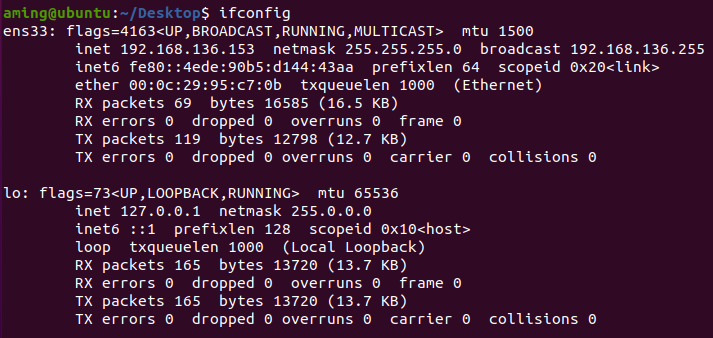 aming@ubuntu:~/Desktop$ ifconfig
ens33: flags=4163<UP,BROADCAST,RUNNING,MULTICAST>  mtu 1500
        inet 192.168.136.153  netmask 255.255.255.0  broadcast 192.168.136.255
        inet6 fe80::4ede:90b5:d144:43aa  prefixlen 64  scopeid 0x20<link>
        ether 00:0c:29:95:c7:0b  txqueuelen 1000  (Ethernet)
        RX packets 69  bytes 16585 (16.5 KB)
        RX errors 0  dropped 0  overruns 0  frame 0
        TX packets 119  bytes 12798 (12.7 KB)
        TX errors 0  dropped 0 overruns 0  carrier 0  collisions 0

lo: flags=73<UP,LOOPBACK,RUNNING>  mtu 65536
        inet 127.0.0.1  netmask 255.0.0.0
        inet6 ::1  prefixlen 128  scopeid 0x10<host>
        loop  txqueuelen 1000  (Local Loopback)
        RX packets 165  bytes 13720 (13.7 KB)
        RX errors 0  dropped 0  overruns 0  frame 0
        TX packets 165  bytes 13720 (13.7 KB)
        TX errors 0  dropped 0 overruns 0  carrier 0  collisions 0